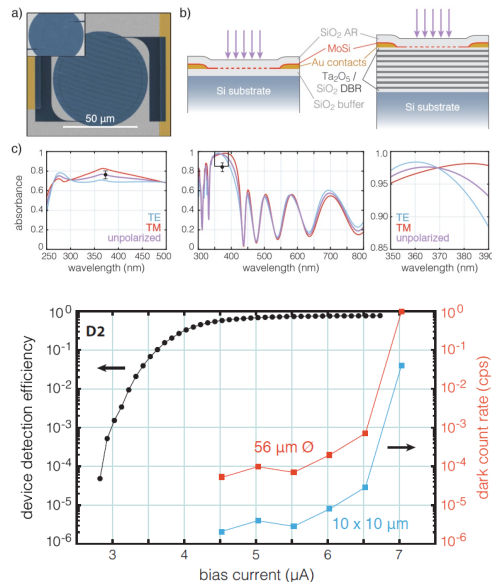 a)
50 µm
b)
SiO2 AR
MoSi
Au contacts
Ta2O5 /
SiO2 DBR
Si substrate
SiO2 buffer
Si substrate
c)
absorbance
1
0.8
0.6
0.4
0.2
0
250 300 350 400 450 500
wavelength (nm)
TE
TM
unpolarized
1
0.8
0.6
0.4
0.2
0
300 400 500 600 700 800
wavelength (nm)
1.00
0.95
0.90
0.85
350 360 370 380 390
wavelength (nm)
D2
device detection efficiency
10^0
10^-1
10^-2
10^-3
10^-4
10^-5
10^-6
3 4 5 6 7
bias current (µA)
56 µm Ø
10 x 10 µm
10^0
10^-1
10^-2
10^-3
10^-4
10^-5
10^-6
dark count rate (cps)